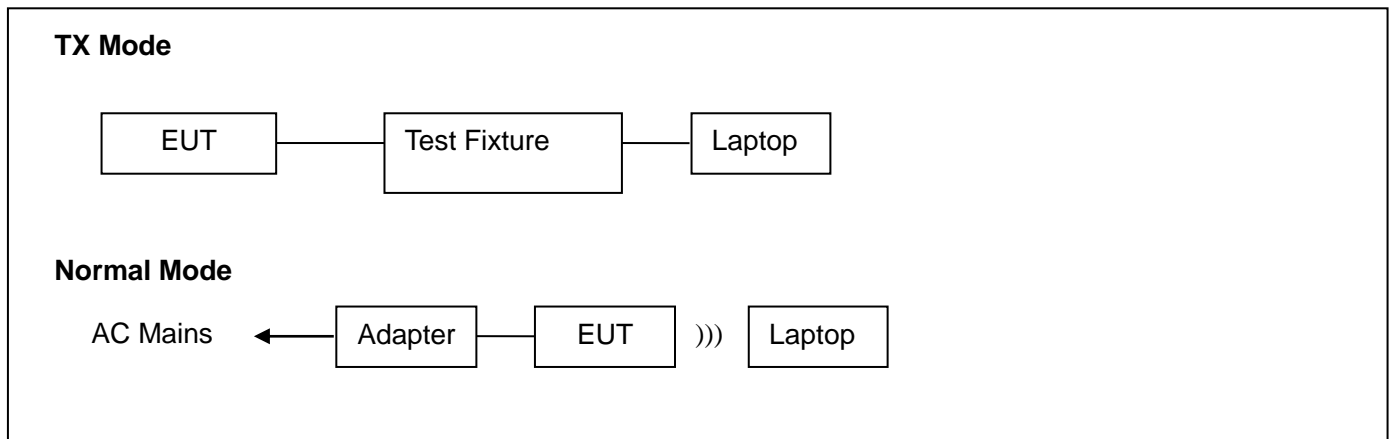 TX Mode
EUT Test Fixture Laptop
Normal Mode
AC Mains Adapter EUT ))) Laptop